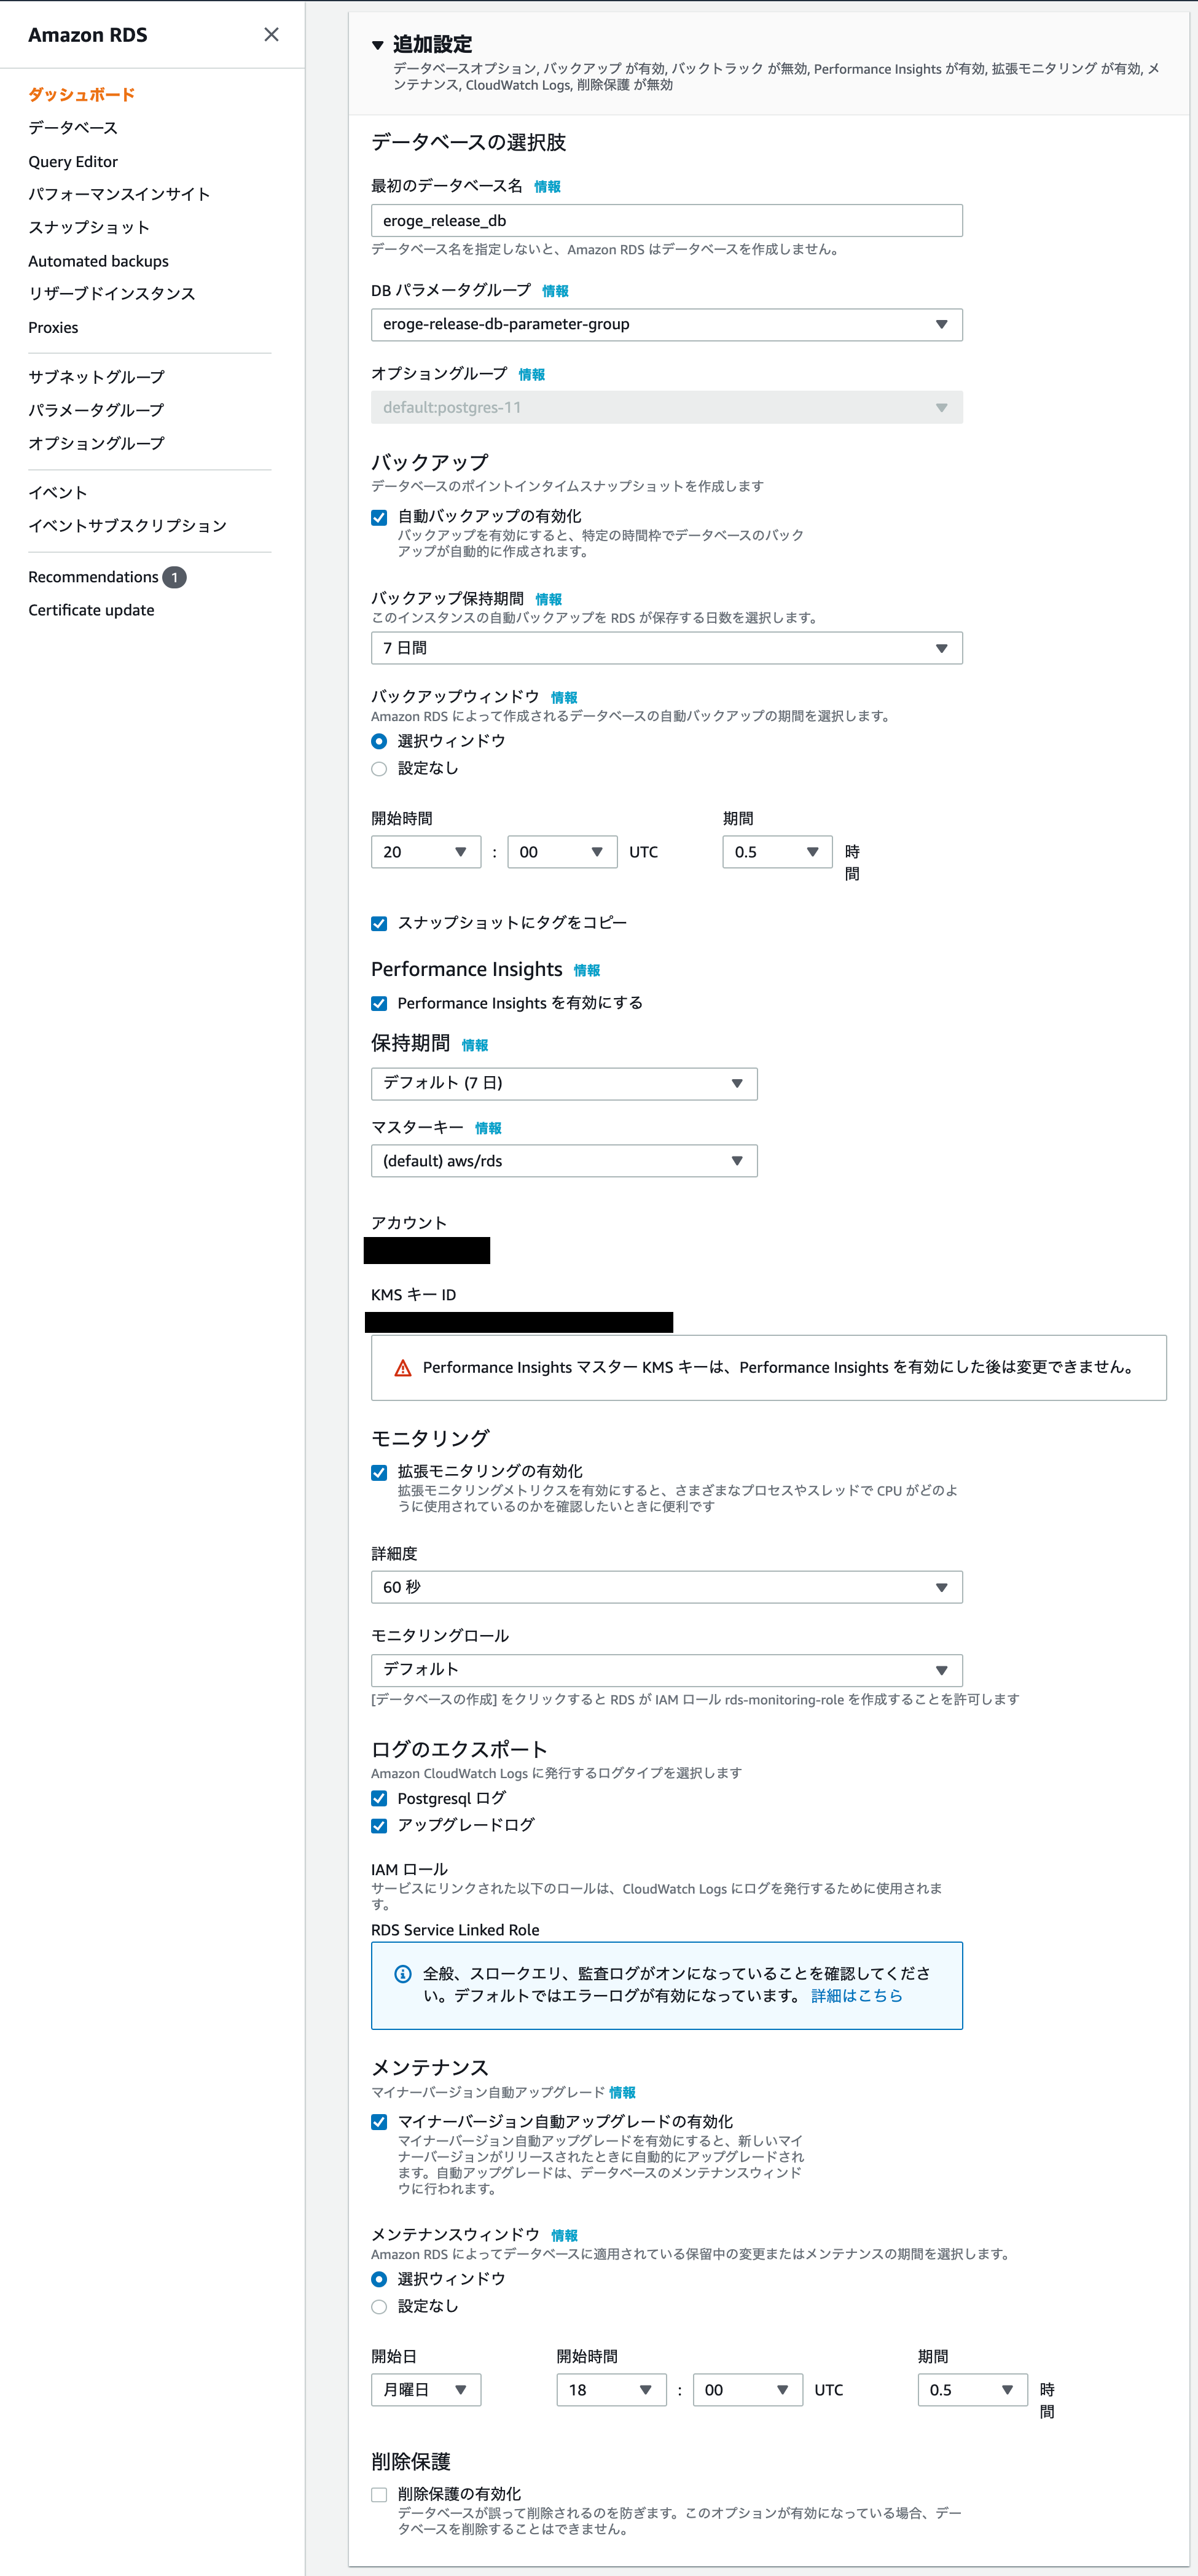 Amazon RDS
ダッシュボード
データベース
Query Editor
パフォーマンスインサイト
スナップショット
Automated backups
リザーブドインスタンス
Proxies
サブネットグループ
パラメータグループ
オプショングループ
イベント
イベントサブスクリプション
Recommendations 1
Certificate update
追加設定
データベースオプション, バックアップ が有効, バックトラック が無効, Performance Insights が有効, 拡張モニタリング が有効, メ
ンテナンス, CloudWatch Logs, 削除保護 が無効
データベースの選択肢
最初のデータベース名 情報
eroge_release_db
データベース名を指定しないと、Amazon RDS はデータベースを作成しません。
DB パラメータグループ 情報
eroge-release-db-parameter-group
オプショングループ 情報
default:postgres-11
バックアップ
データベースのポイントインタイムスナップショットを作成します
自動バックアップの有効化
バックアップを有効にすると、特定の時間枠でデータベースのバック
アップが自動的に作成されます。
バックアップ保持期間 情報
このインスタンスの自動バックアップを RDS が保存する日数を選択します。
7 日間
バックアップウィンドウ 情報
Amazon RDS によって作成されるデータベースの自動バックアップの期間を選択します。
選択ウィンドウ
設定なし
開始時間 期間
20 : 00 UTC 0.5 時
間
スナップショットにタグをコピー
Performance Insights 情報
Performance Insights を有効にする
保持期間 情報
デフォルト (7 日)
マスターキー 情報
(default) aws/rds
アカウント
KMS キー ID
Performance Insights マスター KMS キーは、Performance Insights を有効にした後は変更できません。
モニタリング
拡張モニタリングの有効化
拡張モニタリングメトリクスを有効にすると、さまざまなプロセスやスレッドで CPU がどのよ
うに使用されているのかを確認したいときに便利です
詳細度
60 秒
モニタリングロール
デフォルト
[データベースの作成] をクリックすると RDS が IAM ロール rds-monitoring-role を作成することを許可します
ログのエクスポート
Amazon CloudWatch Logs に発行するログタイプを選択します
Postgresql ログ
アップグレードログ
IAM ロール
サービスにリンクされた以下のロールは、CloudWatch Logs にログを発行するために使用されま
す。
RDS Service Linked Role
全般、スロークエリ、監査ログがオンになっていることを確認してくださ
い。デフォルトではエラーログが有効になっています。 詳細はこちら
メンテナンス
マイナーバージョン自動アップグレード 情報
マイナーバージョン自動アップグレードの有効化
マイナーバージョン自動アップグレードを有効にすると、新しいマイ
ナーバージョンがリリースされたときに自動的にアップグレードされ
ます。自動アップグレードは、データベースのメンテナンスウィンド
ウに行われます。
メンテナンスウィンドウ 情報
Amazon RDS によってデータベースに適用されている保留中の変更またはメンテナンスの期間を選択します。
選択ウィンドウ
設定なし
開始日 開始時間 期間
月曜日 18 : 00 UTC 0.5 時
間
削除保護
削除保護の有効化
データベースが誤って削除されるのを防ぎます。このオプションが有効になっている場合、デー
タベースを削除することはできません。